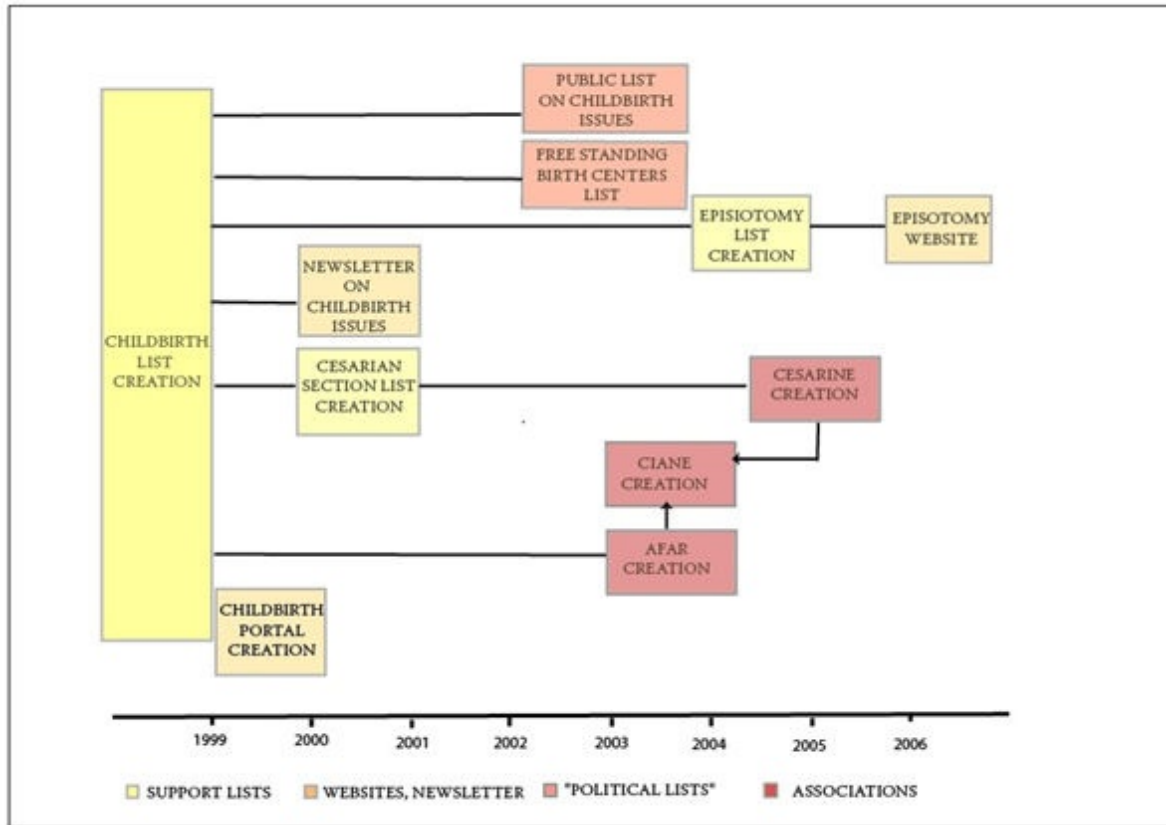 PUBLIC LIST
ON CHILDBIRTH
ISSUES
FREE STANDING
BIRTH CENTERS
LIST
EPISIOTOMY
LIST
CREATION
EPISOTOMY
WEBSITE
NEWSLETTER
ON
CHILDBIRTH
ISSUES
CHILDBIRTH
LIST
CREATION
CESARIAN
SECTION LIST
CREATION
CESARINE
CREATION
CIANE
CREATION
AFAR
CREATION
CHILDBIRTH
PORTAL
CREATION
1999 2000 2001 2002 2003 2004 2005 2006
SUPPORT LISTS WEBSITES, NEWSLETTER "POLITICAL LISTS" ASSOCIATIONS